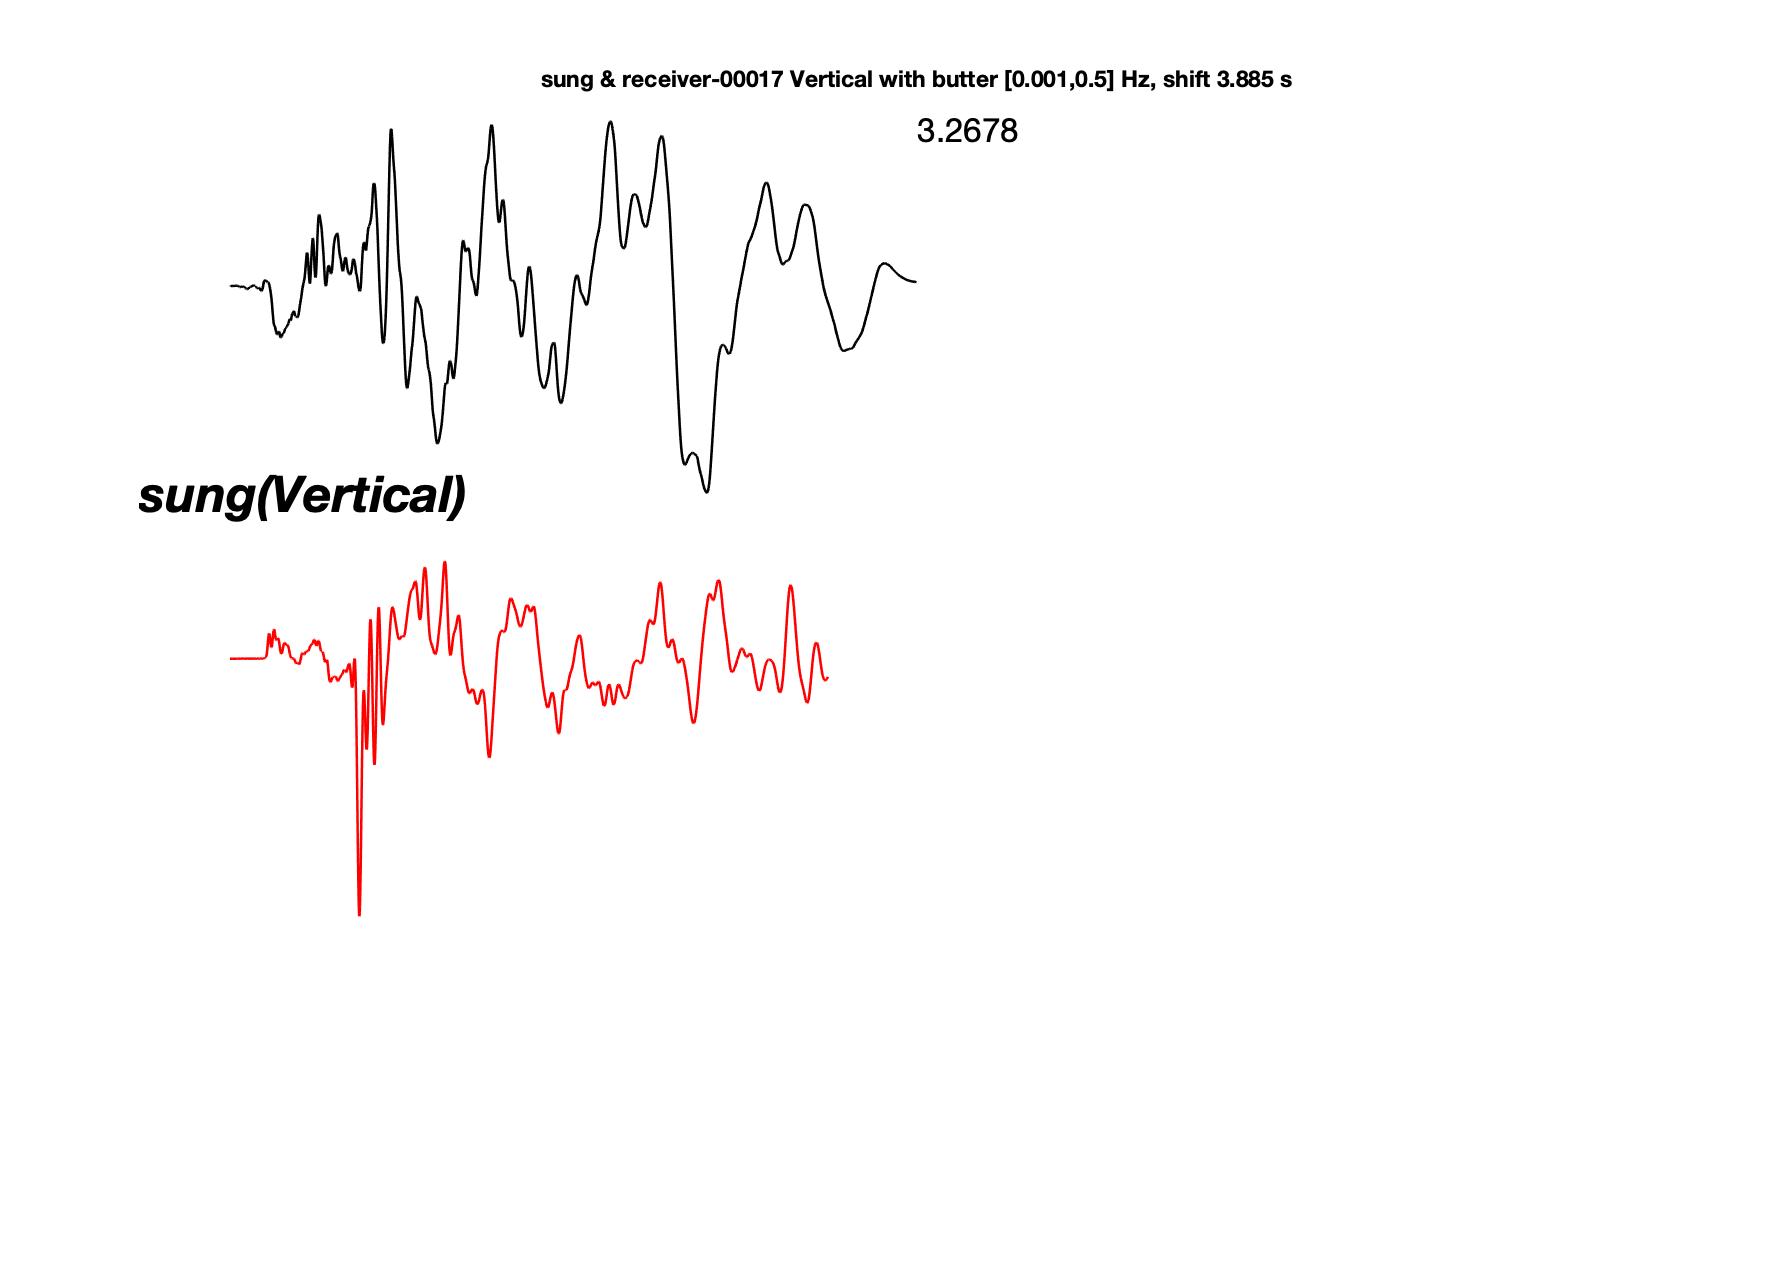 sung & receiver-00017 Vertical with butter [0.001,0.5] Hz, shift 3.885 s
3.2678
sung(Vertical)